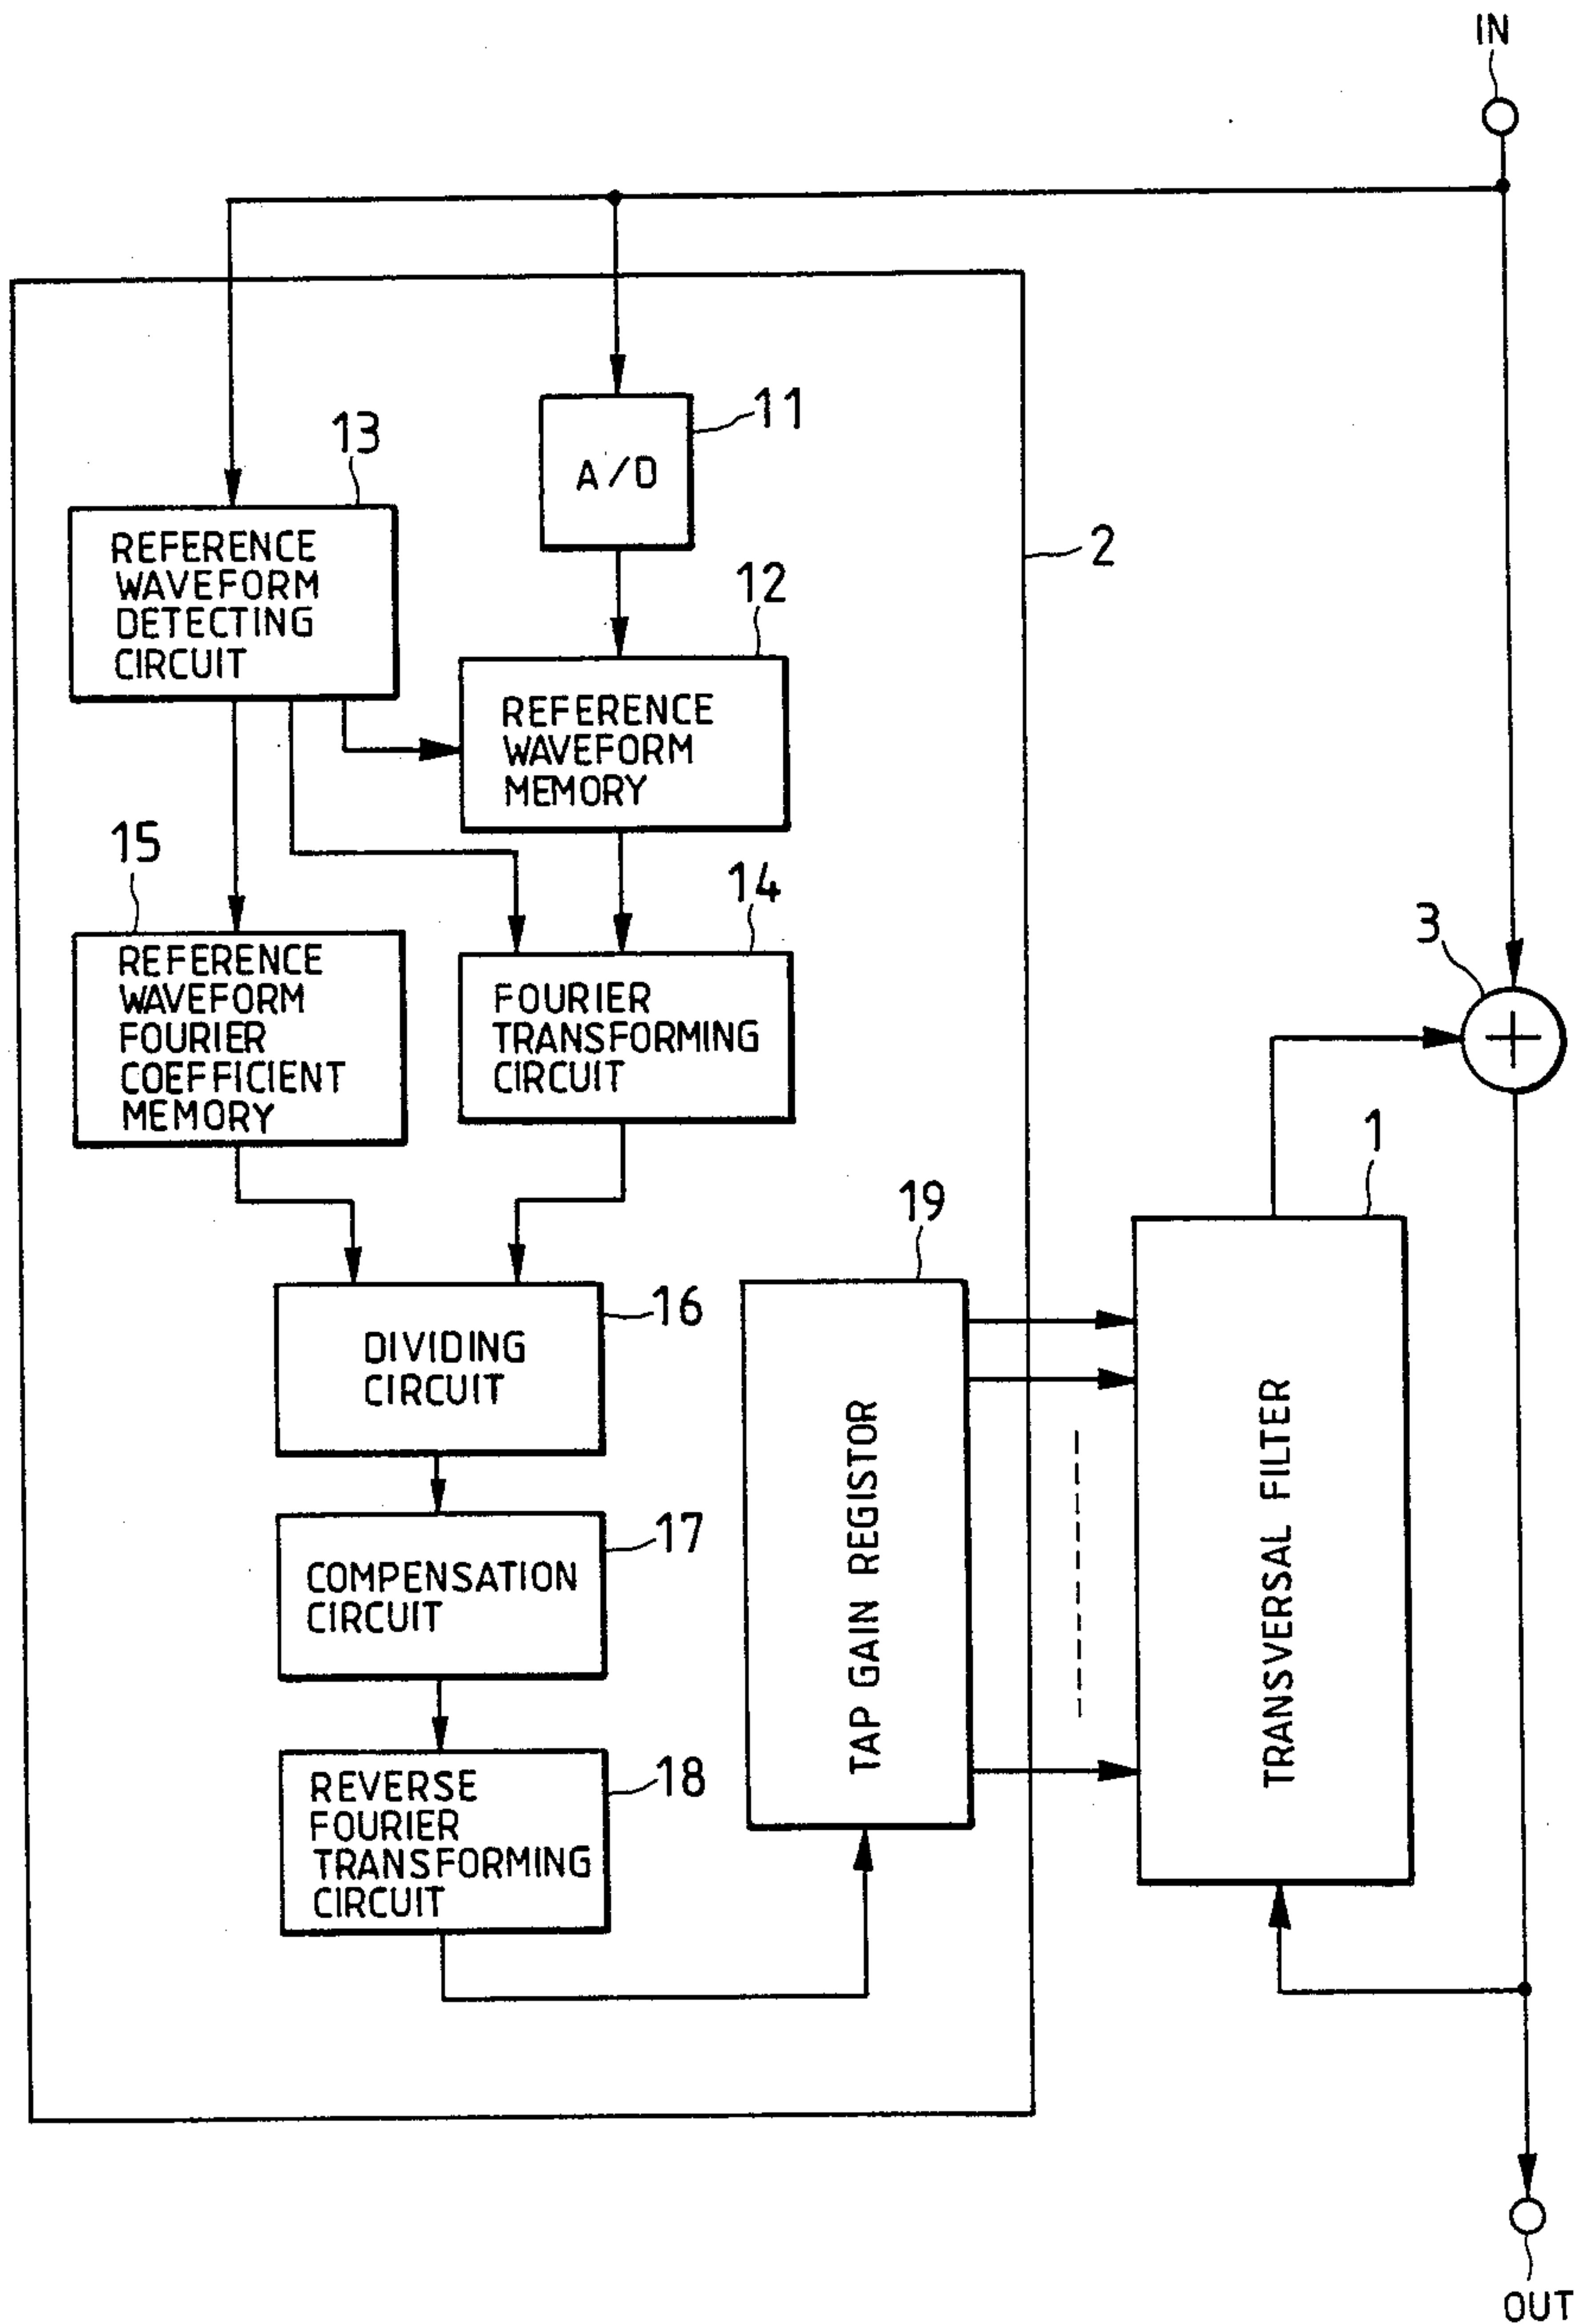 IN
11
A/D
13
REFERENCE
WAVEFORM
DETECTING
CIRCUIT
2
12
REFERENCE
WAVEFORM
MEMORY
15
REFERENCE
WAVEFORM
FOURIER
COEFFICIENT
MEMORY
14
FOURIER
TRANSFORMING
CIRCUIT
3
1
TRANSVERSAL FILTER
19
TAP GAIN REGISTOR
16
DIVIDING
CIRCUIT
17
COMPENSATION
CIRCUIT
18
REVERSE
FOURIER
TRANSFORMING
CIRCUIT
OUT